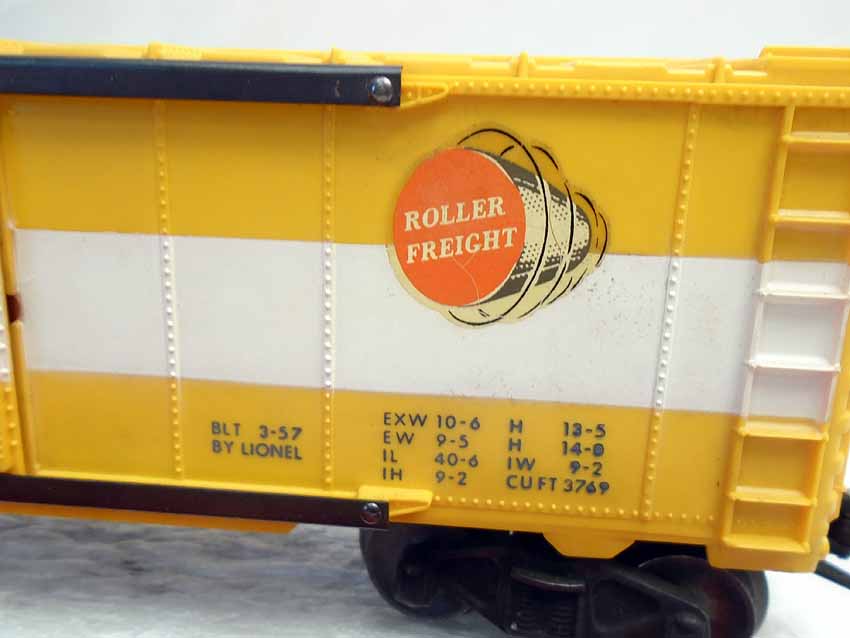 ROLLER
FREIGHT
BLT 3-57
BY LIONEL
EXW 10-6 H 13-5
EW 9-5 H 14-0
IL 40-6 IW 9-2
IH 9-2 CU FT 3769